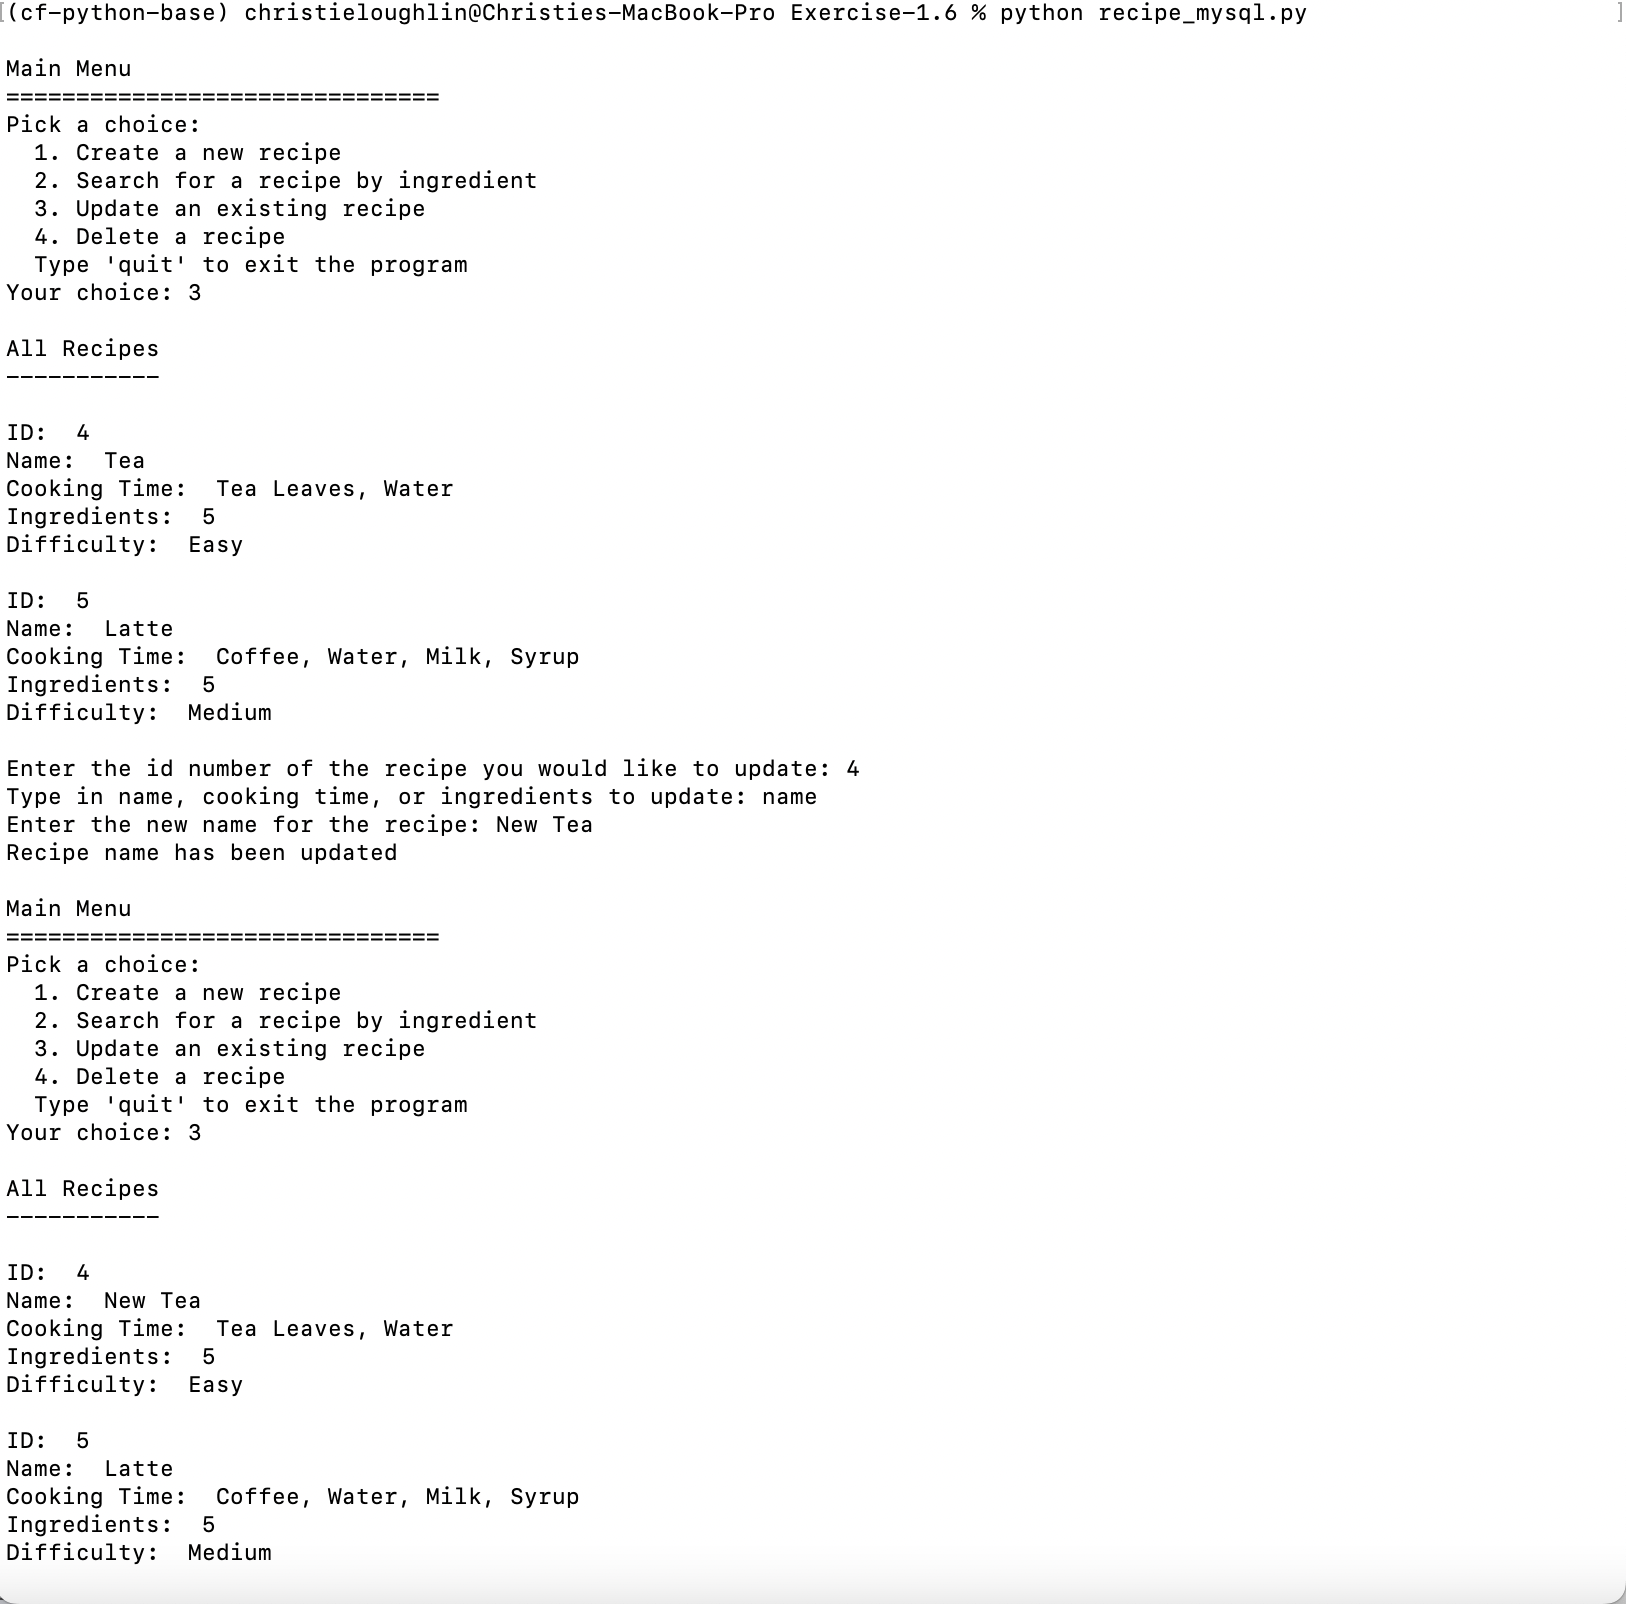 (cf-python-base) christieloughlin@Christies-MacBook-Pro Exercise-1.6 % python recipe_mysql.py
Main Menu
===============================
Pick a choice:
1. Create a new recipe
2. Search for a recipe by ingredient
3. Update an existing recipe
4. Delete a recipe
Type 'quit' to exit the program
Your choice: 3
All Recipes
-----------
ID:  4
Name:  Tea
Cooking Time:  Tea Leaves, Water
Ingredients:  5
Difficulty:  Easy
ID:  5
Name:  Latte
Cooking Time:  Coffee, Water, Milk, Syrup
Ingredients:  5
Difficulty:  Medium
Enter the id number of the recipe you would like to update: 4
Type in name, cooking time, or ingredients to update: name
Enter the new name for the recipe: New Tea
Recipe name has been updated
Main Menu
===============================
Pick a choice:
1. Create a new recipe
2. Search for a recipe by ingredient
3. Update an existing recipe
4. Delete a recipe
Type 'quit' to exit the program
Your choice: 3
All Recipes
-----------
ID:  4
Name:  New Tea
Cooking Time:  Tea Leaves, Water
Ingredients:  5
Difficulty:  Easy
ID:  5
Name:  Latte
Cooking Time:  Coffee, Water, Milk, Syrup
Ingredients:  5
Difficulty:  Medium